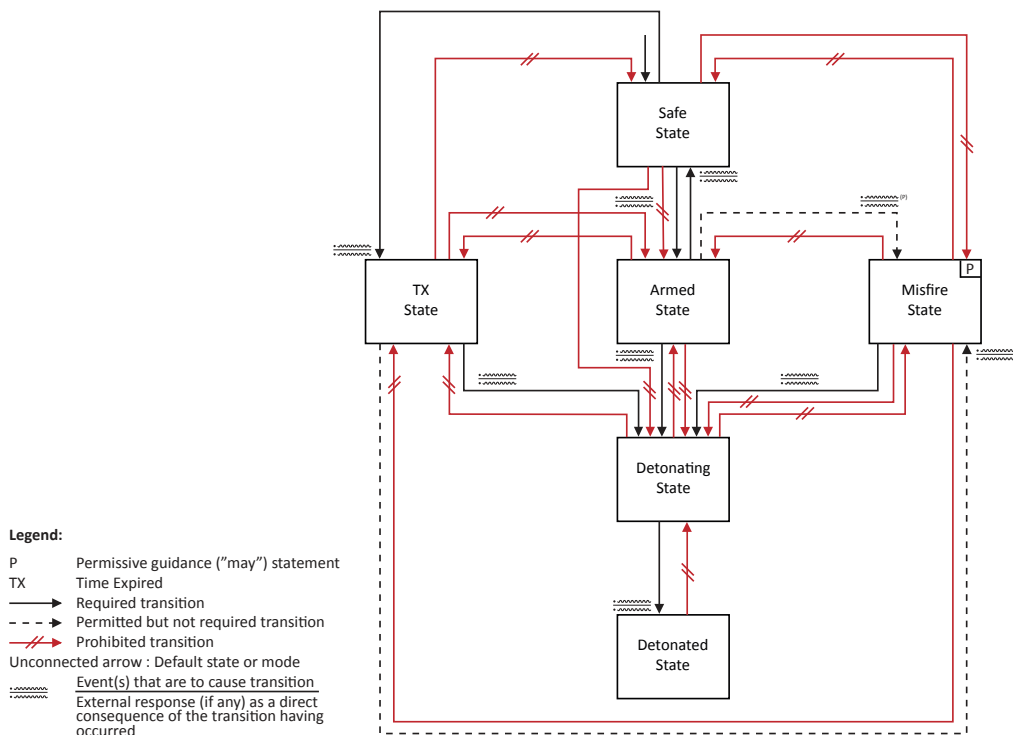 Safe
State
(P)
TX
State
Armed
State
Misfire
State
P
Detonating
State
Detonated
State
Legend:
P Permissive guidance ("may") statement
TX Time Expired
Required transition
Permitted but not required transition
Prohibited transition
Unconnected arrow : Default state or mode
Event(s) that are to cause transition
External response (if any) as a direct
consequence of the transition having
occurred